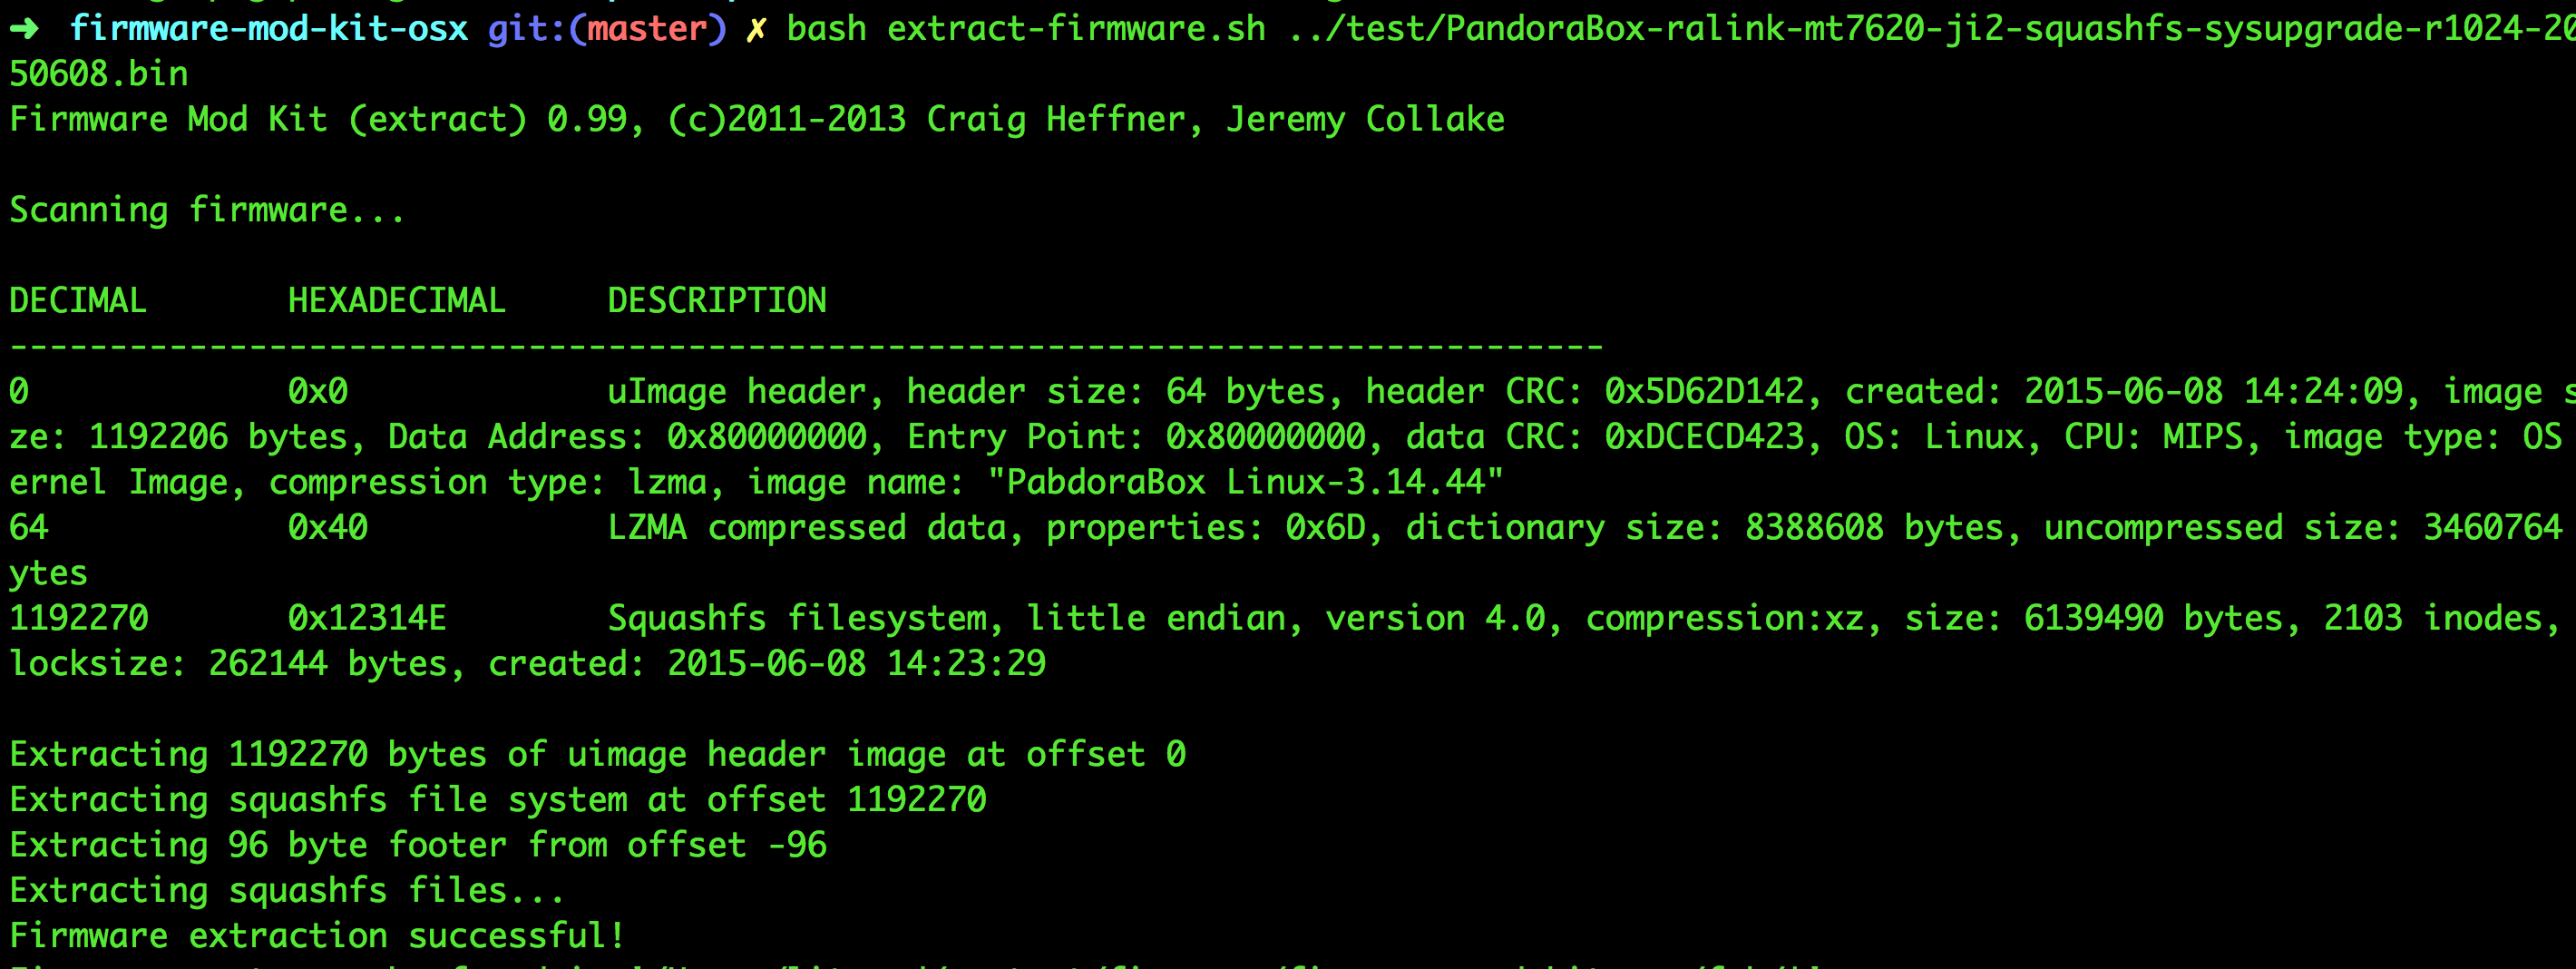 ➜ firmware-mod-kit-osx git:(master) ✗ bash extract-firmware.sh ../test/PandoraBox-ralink-mt7620-ji2-squashfs-sysupgrade-r1024-20
50608.bin
Firmware Mod Kit (extract) 0.99, (c)2011-2013 Craig Heffner, Jeremy Collake
Scanning firmware...
DECIMAL HEXADECIMAL DESCRIPTION
--------------------------------------------------------------------------------
0 0x0 uImage header, header size: 64 bytes, header CRC: 0x5D62D142, created: 2015-06-08 14:24:09, image s
ze: 1192206 bytes, Data Address: 0x80000000, Entry Point: 0x80000000, data CRC: 0xDCECD423, OS: Linux, CPU: MIPS, image type: OS
ernel Image, compression type: lzma, image name: "PabdoraBox Linux-3.14.44"
64 0x40 LZMA compressed data, properties: 0x6D, dictionary size: 8388608 bytes, uncompressed size: 3460764
ytes
1192270 0x12314E Squashfs filesystem, little endian, version 4.0, compression:xz, size: 6139490 bytes, 2103 inodes,
locksize: 262144 bytes, created: 2015-06-08 14:23:29
Extracting 1192270 bytes of uimage header image at offset 0
Extracting squashfs file system at offset 1192270
Extracting 96 byte footer from offset -96
Extracting squashfs files...
Firmware extraction successful!